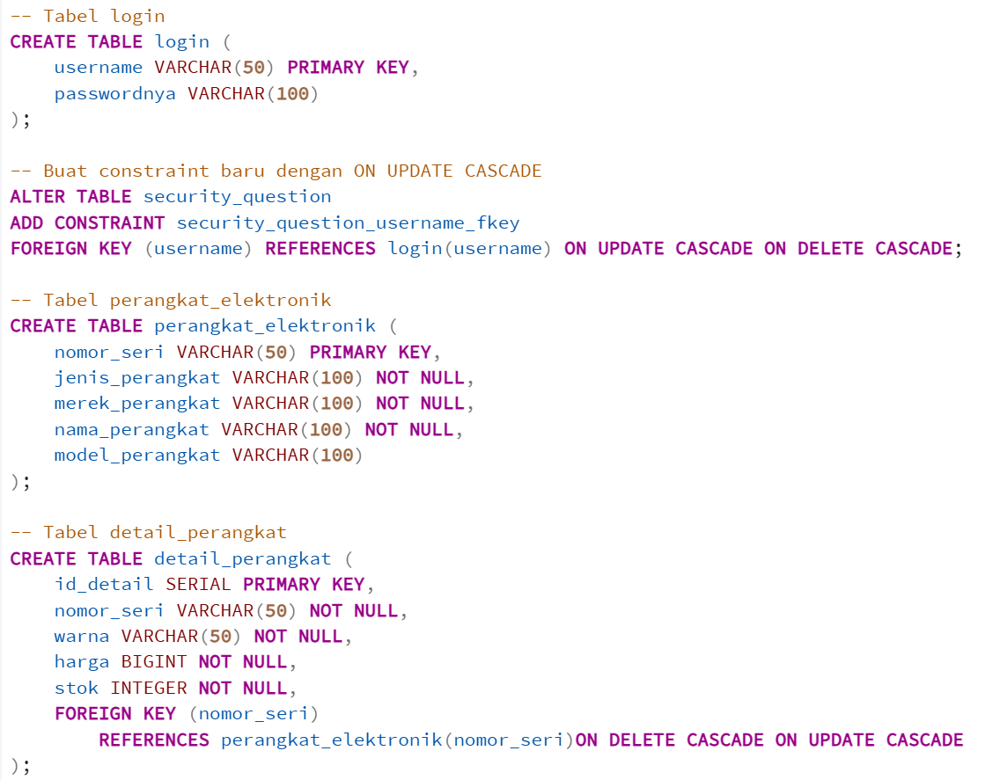 -- Tabel login
CREATE TABLE login (
    username VARCHAR(50) PRIMARY KEY,
    passwordnya VARCHAR(100)
);

-- Buat constraint baru dengan ON UPDATE CASCADE
ALTER TABLE security_question
ADD CONSTRAINT security_question_username_fkey
FOREIGN KEY (username) REFERENCES login(username) ON UPDATE CASCADE ON DELETE CASCADE;

-- Tabel perangkat_elektronik
CREATE TABLE perangkat_elektronik (
    nomor_seri VARCHAR(50) PRIMARY KEY,
    jenis_perangkat VARCHAR(100) NOT NULL,
    merek_perangkat VARCHAR(100) NOT NULL,
    nama_perangkat VARCHAR(100) NOT NULL,
    model_perangkat VARCHAR(100)
);

-- Tabel detail_perangkat
CREATE TABLE detail_perangkat (
    id_detail SERIAL PRIMARY KEY,
    nomor_seri VARCHAR(50) NOT NULL,
    warna VARCHAR(50) NOT NULL,
    harga BIGINT NOT NULL,
    stok INTEGER NOT NULL,
    FOREIGN KEY (nomor_seri)
        REFERENCES perangkat_elektronik(nomor_seri)ON DELETE CASCADE ON UPDATE CASCADE
);